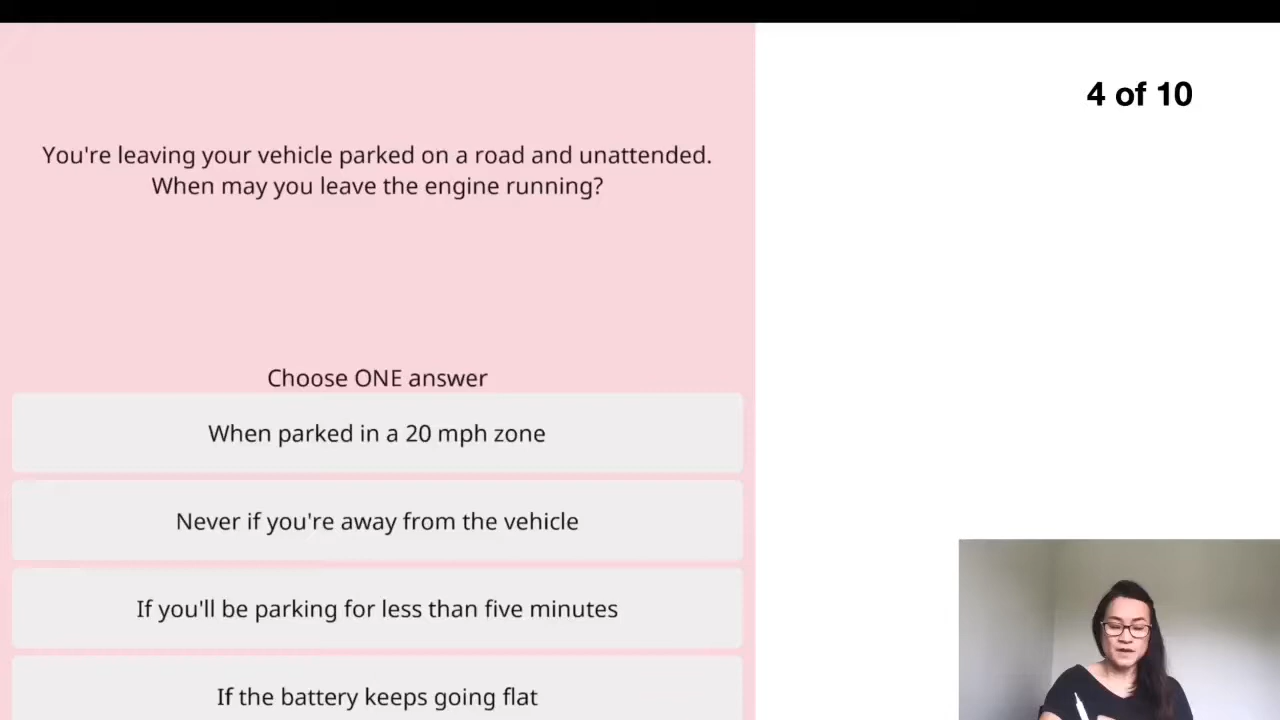 4 of 10
You're leaving your vehicle parked on a road and unattended.
When may you leave the engine running?
Choose ONE answer
When parked in a 20 mph zone
Never if you're away from the vehicle
If you'll be parking for less than five minutes
If the battery keeps going flat